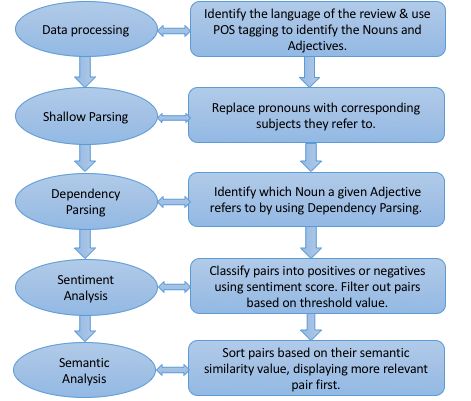 Data processing
Identify the language of the review & use
POS tagging to identify the Nouns and
Adjectives.
Shallow Parsing
Replace pronouns with corresponding
subjects they refer to.
Dependency
Parsing
Identify which Noun a given Adjective
refers to by using Dependency Parsing.
Sentiment
Analysis
Classify pairs into positives or negatives
using sentiment score. Filter out pairs
based on threshold value.
Semantic
Analysis
Sort pairs based on their semantic
similarity value, displaying more relevant
pair first.